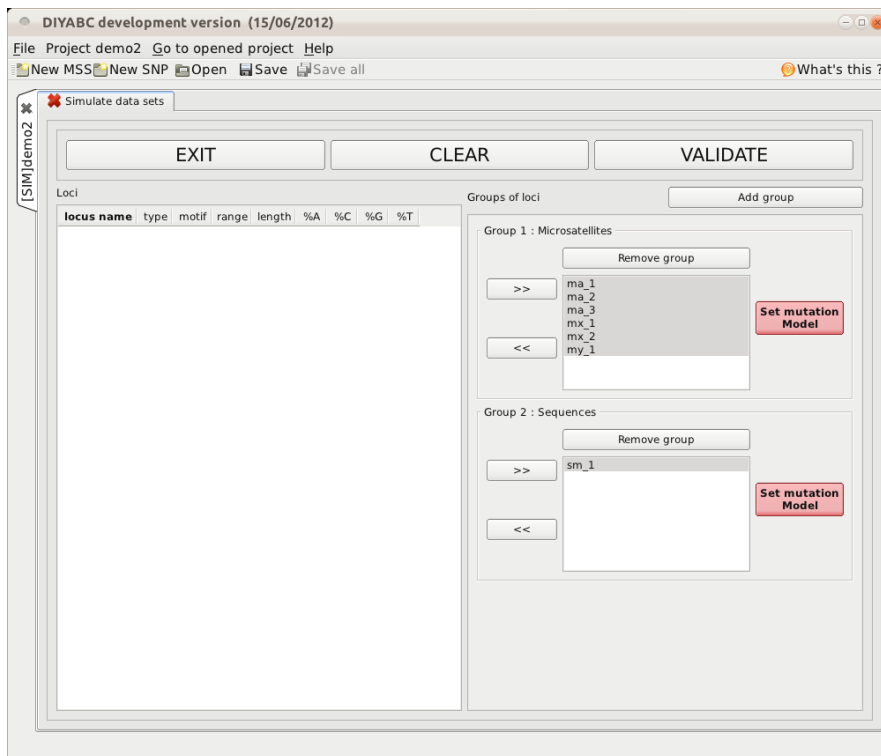 DIYABC development version (15/06/2012)
File Project demo2 Go to opened project Help
New MSS New SNP Open Save Save all What's this ?
[SIM]demo2
Simulate data sets
EXIT CLEAR VALIDATE
Loci
Groups of loci Add group
locus name type motif range length %A %C %G %T
Group 1 : Microsatellites
Remove group
>>
<<
ma_1
ma_2
ma_3
mx_1
mx_2
my_1
Set mutation
Model
Group 2 : Sequences
Remove group
>>
<<
sm_1
Set mutation
Model